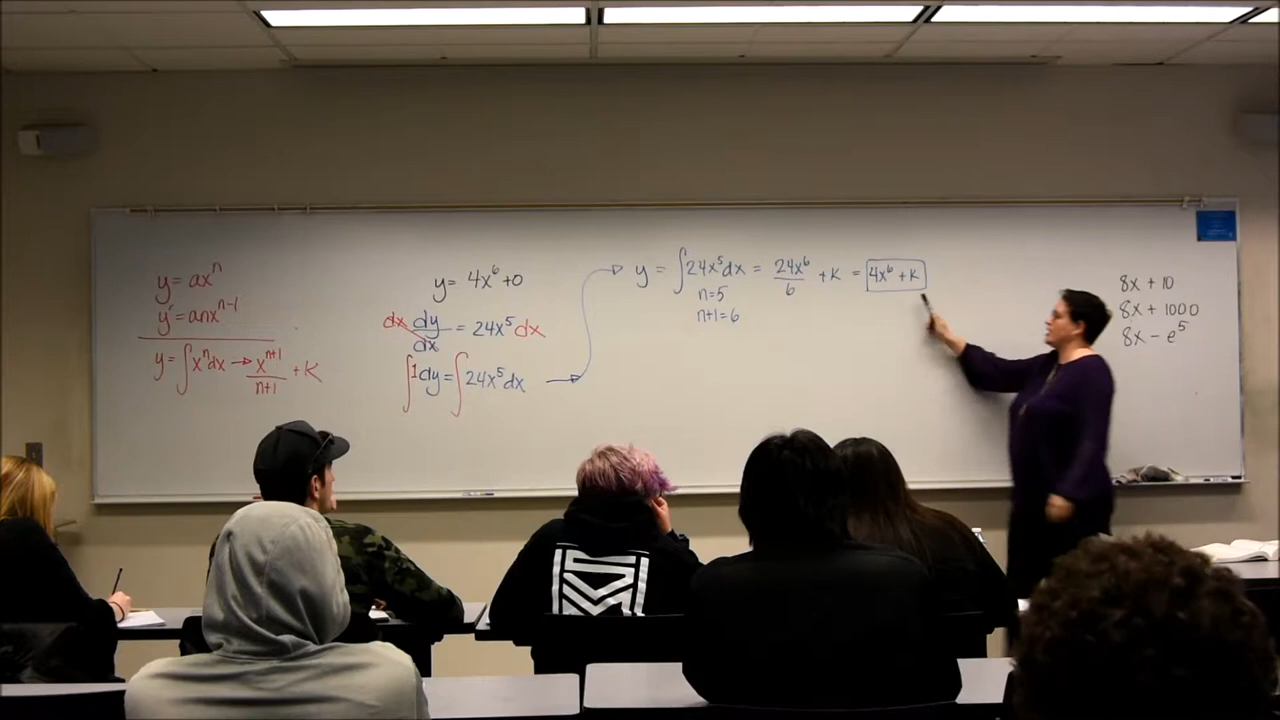 y = ax^n
y' = anx^{n-1}
y = ∫x^n dx → x^{n+1}/n+1 + K
y = 4x^6 + 0
dx dy/dx = 24x^5 dx
∫1dy = ∫24x^5 dx →
y = ∫24x^5 dx = 24x^6/6 + K = 4x^6 + K
n=5
n+1=6
8x + 10
8x + 1000
8x - e^5